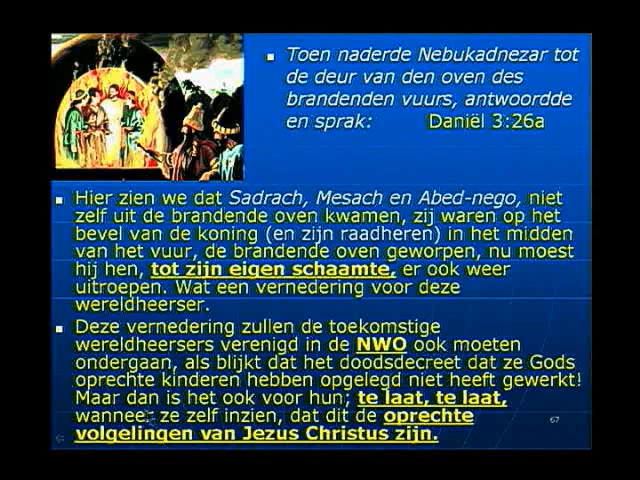 Toen naderde Nebukadnezar tot
de deur van den oven des
brandenden vuurs, antwoordde
en sprak: Daniël 3:26a
Hier zien we dat Sadrach, Mesach en Abed-nego, niet
zelf uit de brandende oven kwamen, zij waren op het
bevel van de koning (en zijn raadheren) in het midden
van het vuur, de brandende oven geworpen, nu moest
hij hen, tot zijn eigen schaamte, er ook weer
uitroepen. Wat een vernedering voor deze
wereldheerser.
Deze vernedering zullen de toekomstige
wereldheersers verenigd in de NWO ook moeten
ondergaan, als blijkt dat het doodsdecreet dat ze Gods
oprechte kinderen hebben opgelegd niet heeft gewerkt!
Maar dan is het ook voor hun; te laat, te laat,
wanneer ze zelf inzien, dat dit de oprechte
volgelingen van Jezus Christus zijn.
67